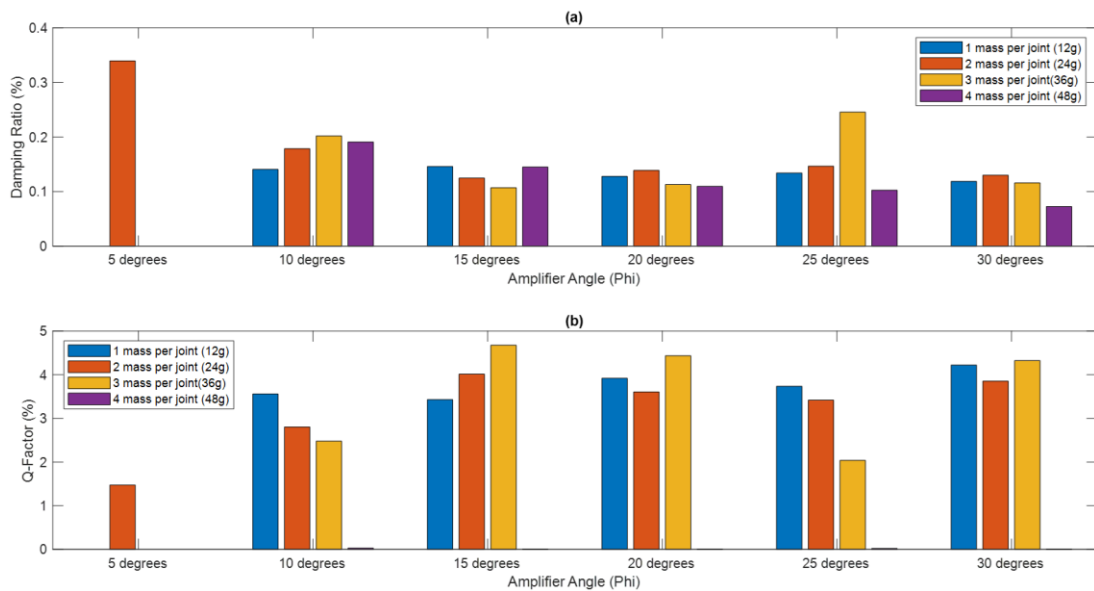 (a)
Damping Ratio (%)
0.4
0.3
0.2
0.1
0
1 mass per joint (12g)
2 mass per joint (24g)
3 mass per joint(36g)
4 mass per joint (48g)
5 degrees 10 degrees 15 degrees 20 degrees 25 degrees 30 degrees
Amplifier Angle (Phi)
(b)
Q-Factor (%)
5
4
3
2
1
0
1 mass per joint (12g)
2 mass per joint (24g)
3 mass per joint(36g)
4 mass per joint (48g)
5 degrees 10 degrees 15 degrees 20 degrees 25 degrees 30 degrees
Amplifier Angle (Phi)